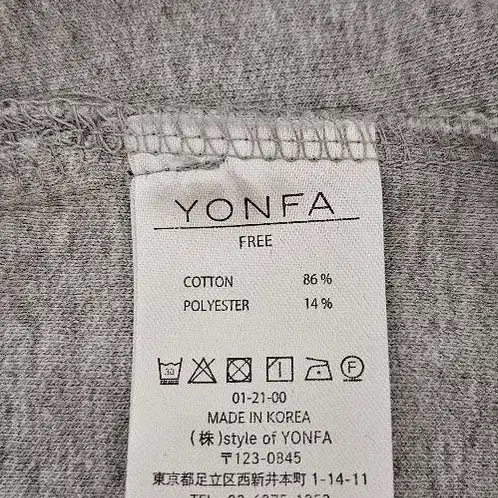 YONFA
FREE
COTTON 86%
POLYESTER 14%
30 F
01-21-00
MADE IN KOREA
(株)style of YONFA
〒123-0845
東京都足立区西新井本町1-14-11